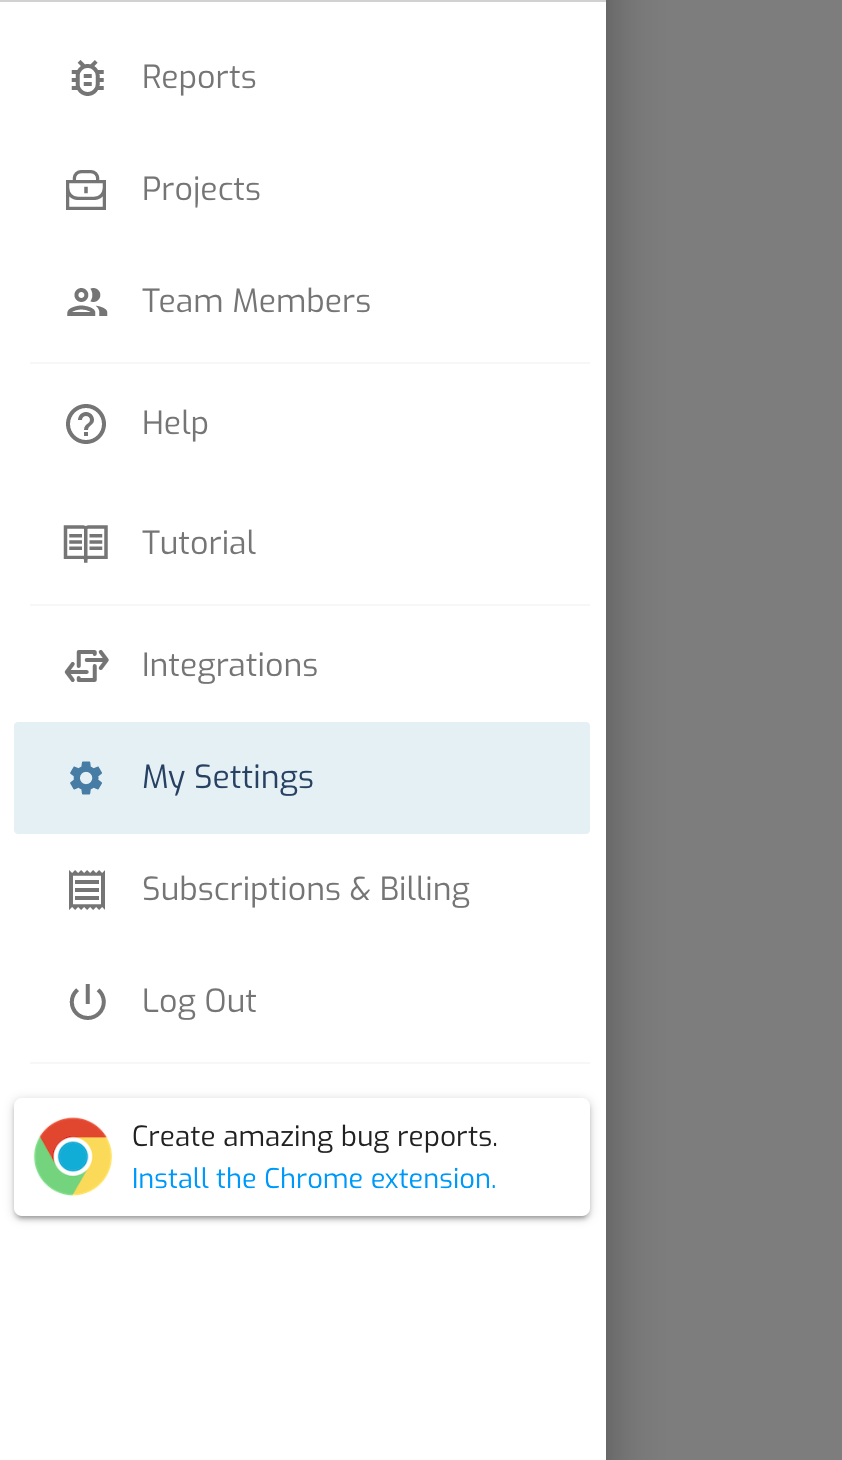 Reports
Projects
Team Members
Help
Tutorial
Integrations
My Settings
Subscriptions & Billing
Log Out
Create amazing bug reports.
Install the Chrome extension.